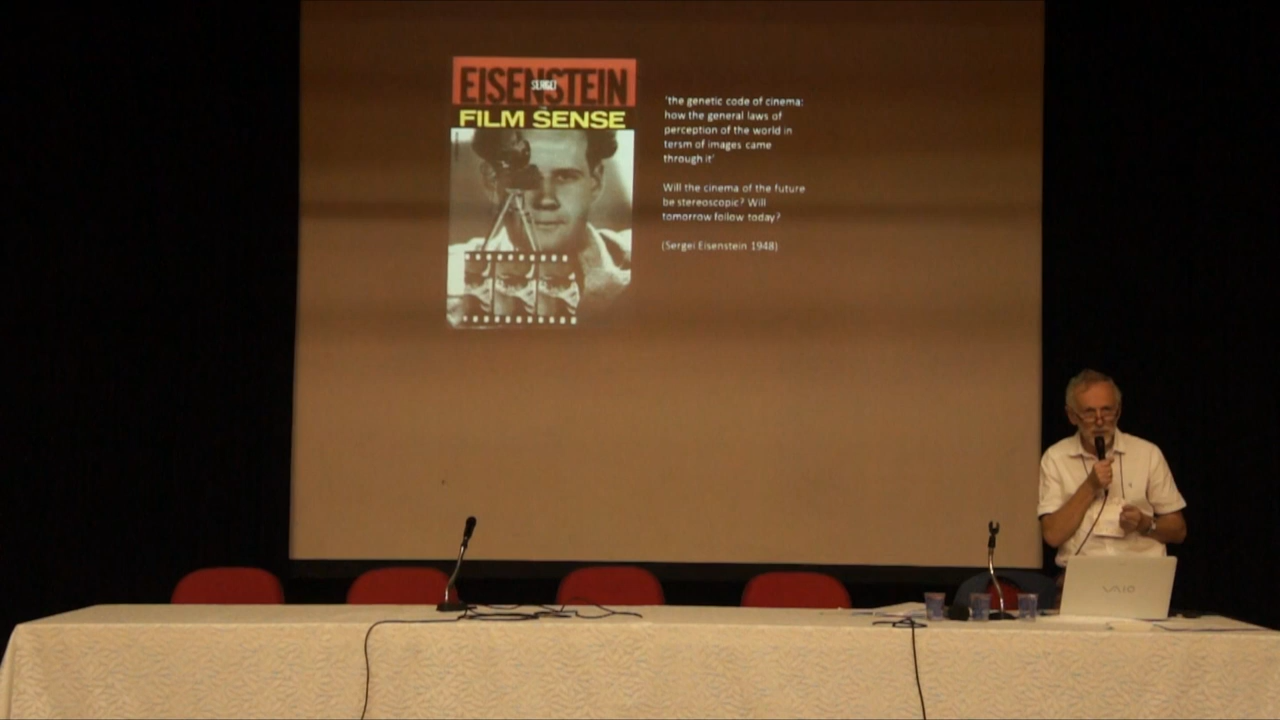 EISENSTEIN
SERGEI
FILM SENSE
'the genetic code of cinema:
how the general laws of
perception of the world in
tersm of images came
through it'
Will the cinema of the future
be stereoscopic? Will
tomorrow follow today?
(Sergei Eisenstein 1948)
VAIO